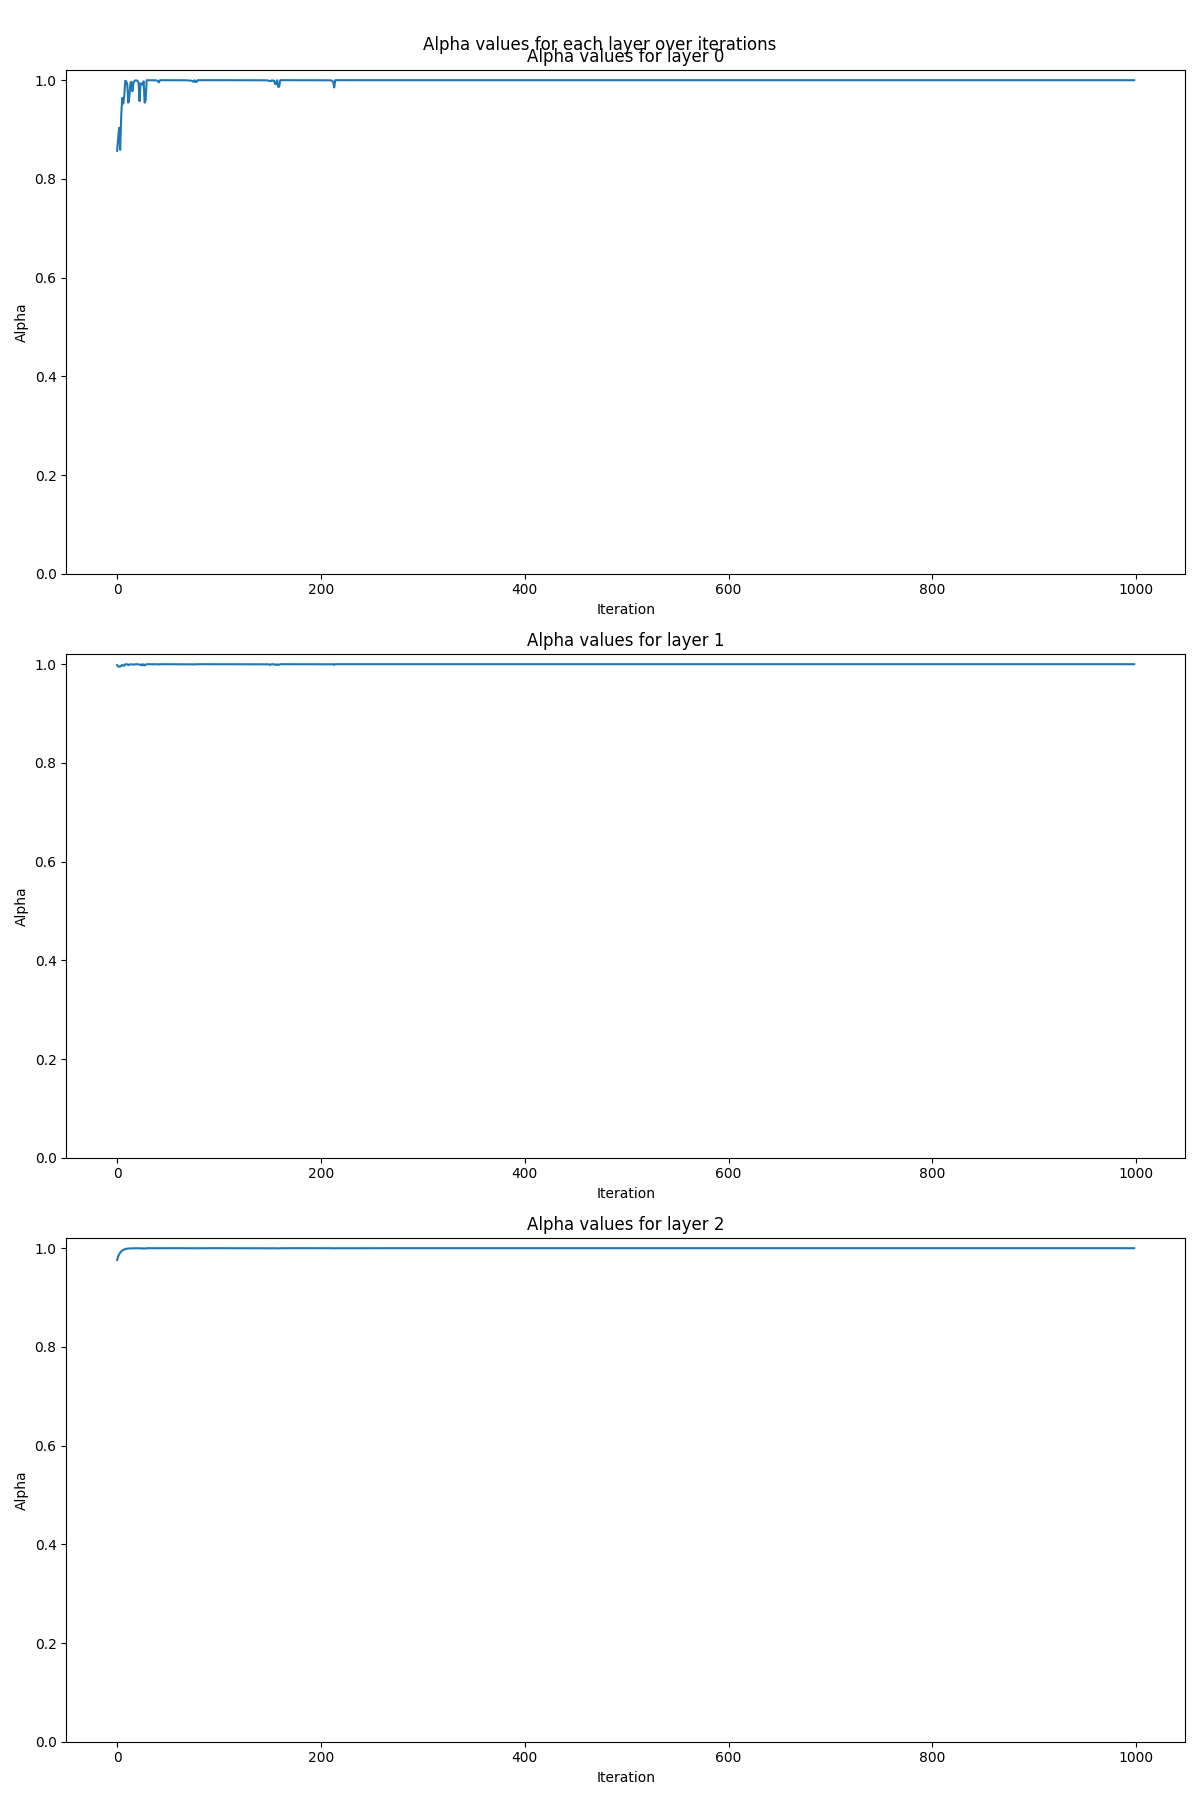 Alpha values for each layer over iterations
Alpha values for layer 0
1.0
0.8
0.6
0.4
0.2
0.0
Alpha
0 200 400 600 800 1000
Iteration
Alpha values for layer 1
1.0
0.8
0.6
0.4
0.2
0.0
Alpha
0 200 400 600 800 1000
Iteration
Alpha values for layer 2
1.0
0.8
0.6
0.4
0.2
0.0
Alpha
0 200 400 600 800 1000
Iteration